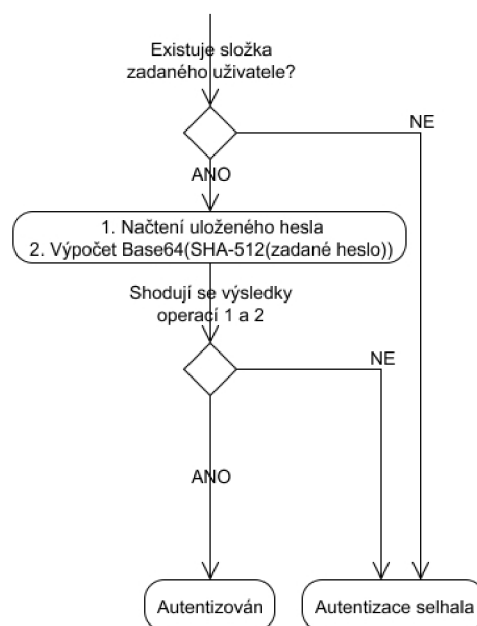 Existuje složka
zadaného uživatele?
NE
ANO
1. Načtení uloženého hesla
2. Výpočet Base64(SHA-512(zadané heslo))
Shodují se výsledky
operací 1 a 2
NE
ANO
Autentizován
Autentizace selhala